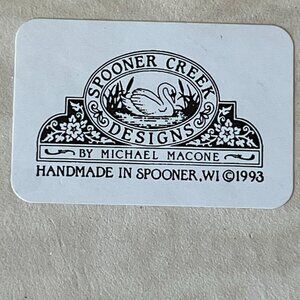 SPOONER CREEK
DESIGNS
BY MICHAEL MACONE
HANDMADE IN SPOONER, WI ©1993